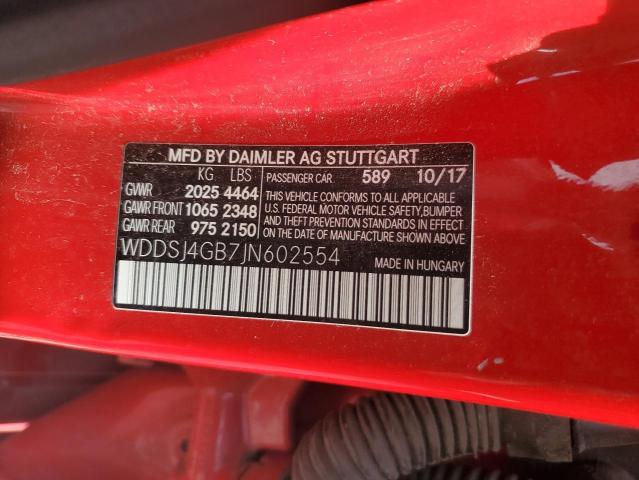 MFD BY DAIMLER AG STUTTGART
KG LBS
GVWR 2025 4464
GAWR FRONT 1065 2348
GAWR REAR 975 2150
PASSENGER CAR 589 10/17
THIS VEHICLE CONFORMS TO ALL APPLICABLE
U.S. FEDERAL MOTOR VEHICLE SAFETY, BUMPER
AND THEFT PREVENTION STANDARDS IN EFFECT
ON THE DATE OF MANUFACTURE SHOWN ABOVE.
WDDSJ4GB7JN602554
MADE IN HUNGARY